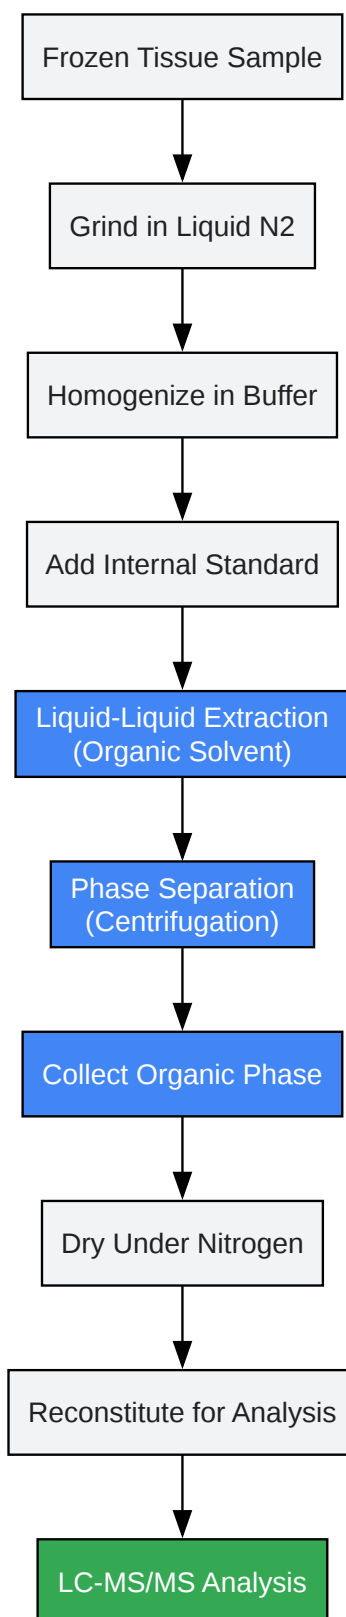 Frozen Tissue Sample
Grind in Liquid N2
Homogenize in Buffer
Add Internal Standard
Liquid-Liquid Extraction
(Organic Solvent)
Phase Separation
(Centrifugation)
Collect Organic Phase
Dry Under Nitrogen
Reconstitute for Analysis
LC-MS/MS Analysis